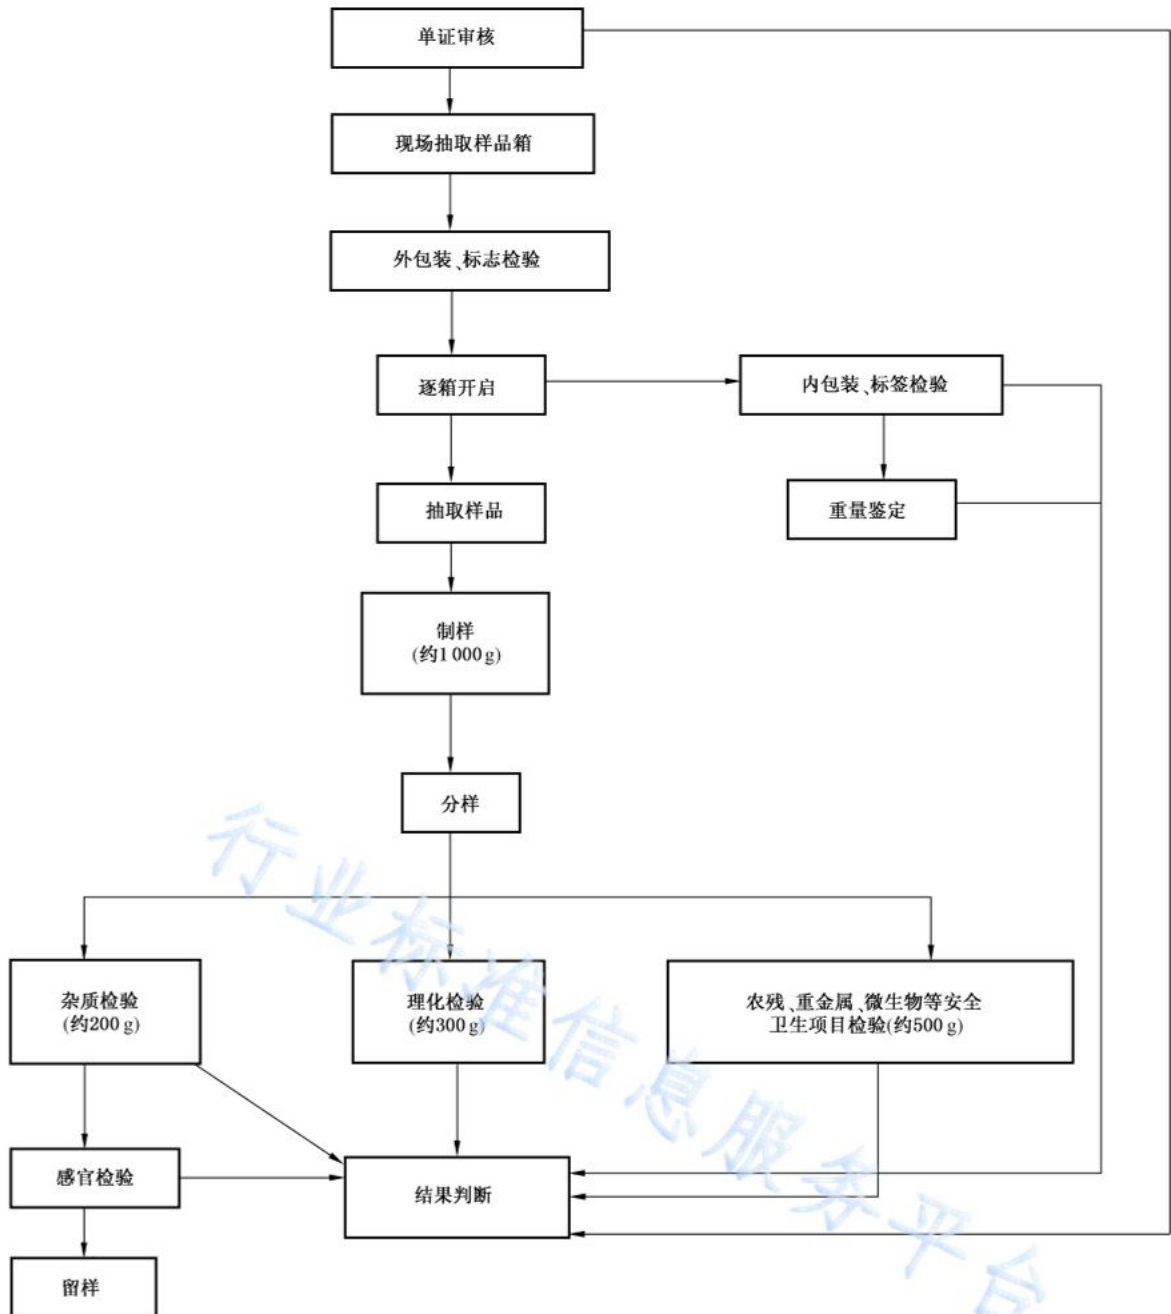 单证审核
现场抽取样品箱
外包装、标志检验
逐箱开启
内包装、标签检验
抽取样品
重量鉴定
制样
(约1 000 g)
分样
杂质检验
(约200 g)
理化检验
(约300 g)
农残、重金属、微生物等安全
卫生项目检验(约500 g)
感官检验
结果判断
留样
行业标准信息服务平台